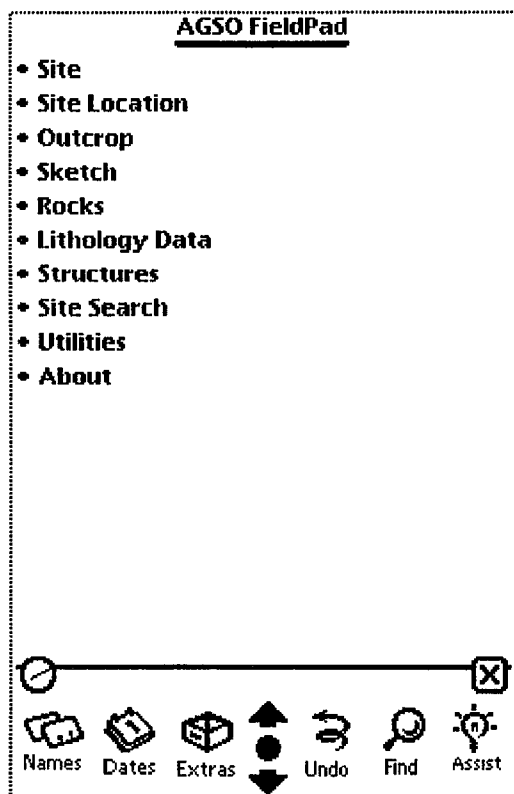 AGSO FieldPad
• Site
• Site Location
• Outcrop
• Sketch
• Rocks
• Lithology Data
• Structures
• Site Search
• Utilities
• About
Names Dates Extras Undo Find Assist